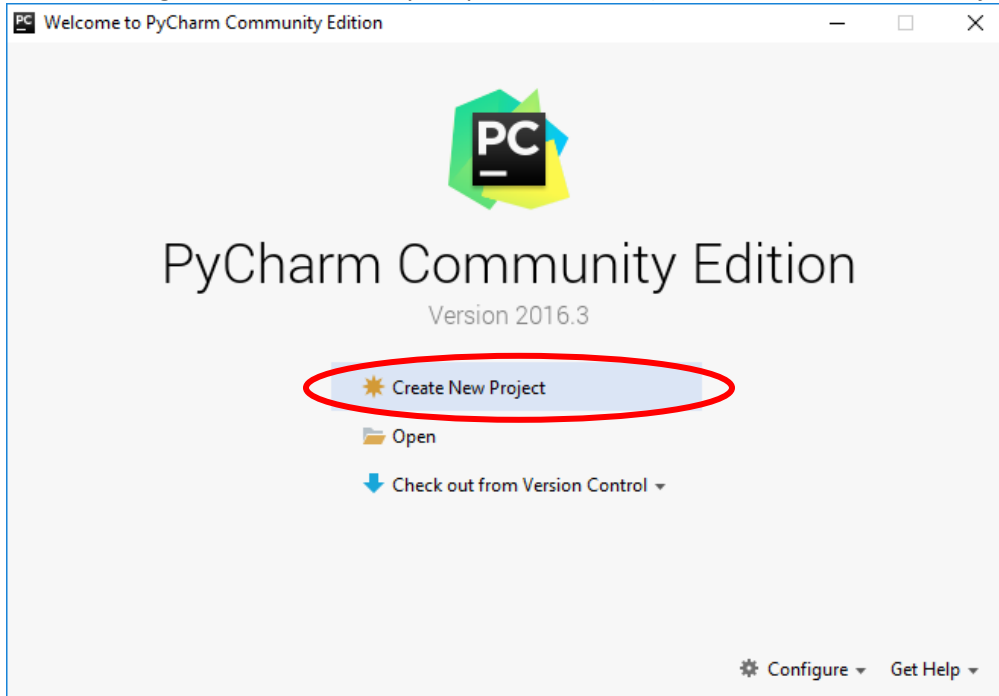 Welcome to PyCharm Community Edition
PC
PyCharm Community Edition
Version 2016.3
Create New Project
Open
Check out from Version Control
Configure Get Help